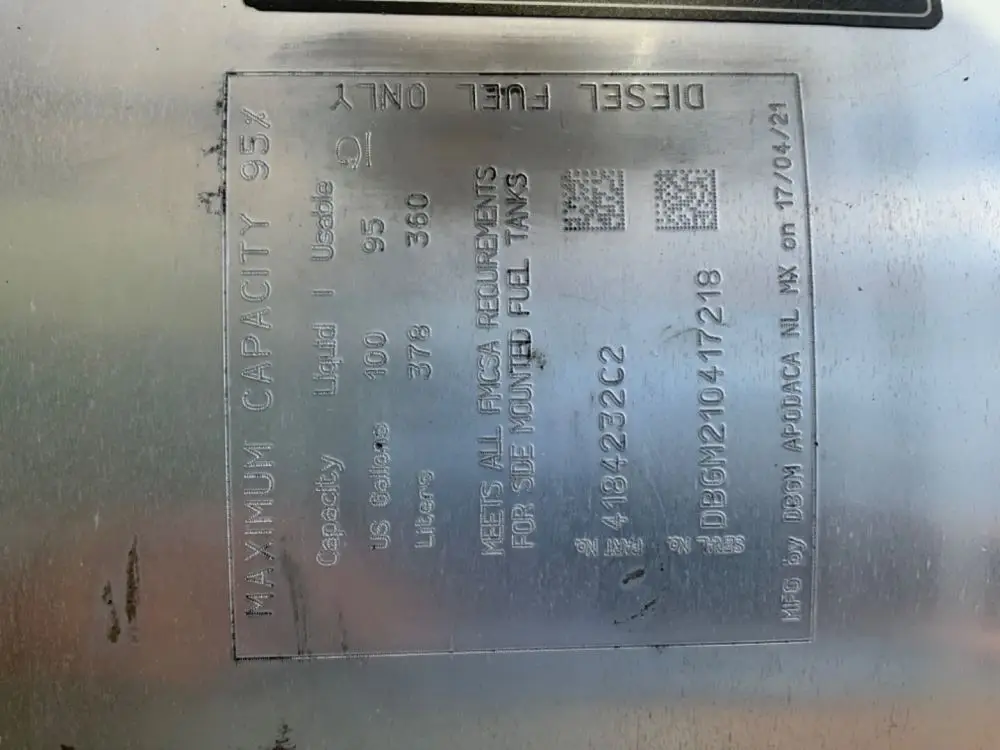 MAXIMUM CAPACITY 95%
Capacity Liquid | Usable
US Gallons 100 95
Liters 378 360
MEETS ALL FMCSA REQUREMENTS
FOR SIDE MOUNTED FUEL TANKS
PART No. 4184232C2
SERIAL No. DBGM210417218
MFG by DBGM APODACA NL MX on 17/04/21
DIESEL FUEL ONLY